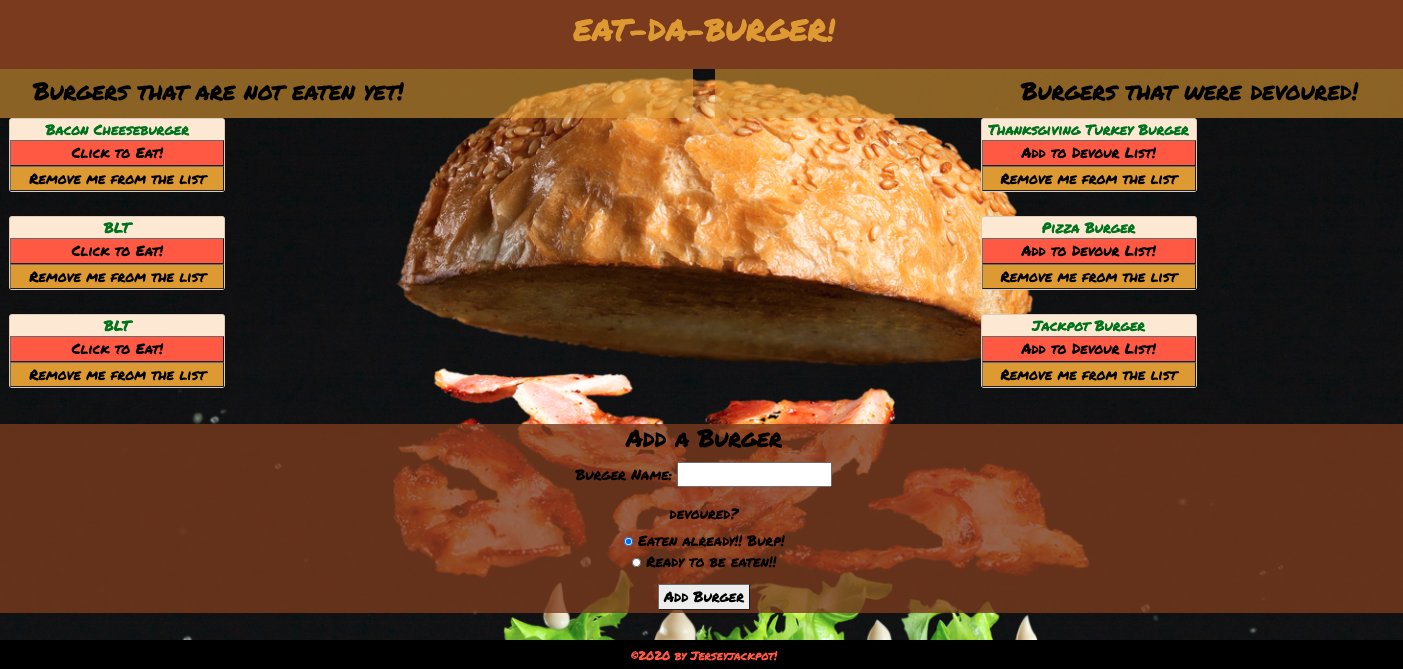 Eat-da-Burger!
Burgers that are not eaten yet!
Bacon Cheeseburger
Click to Eat!
Remove me from the list
BLT
Click to Eat!
Remove me from the list
BLT
Click to Eat!
Remove me from the list
Burgers that were devoured!
Thanksgiving Turkey Burger
Add to Devour List!
Remove me from the list
Pizza Burger
Add to Devour List!
Remove me from the list
Jackpot Burger
Add to Devour List!
Remove me from the list
Add a Burger
Burger Name:
devoured?
Eaten already!! Burp!
Ready to be eaten!!
Add Burger
©2020 by Jerseyjackpot!